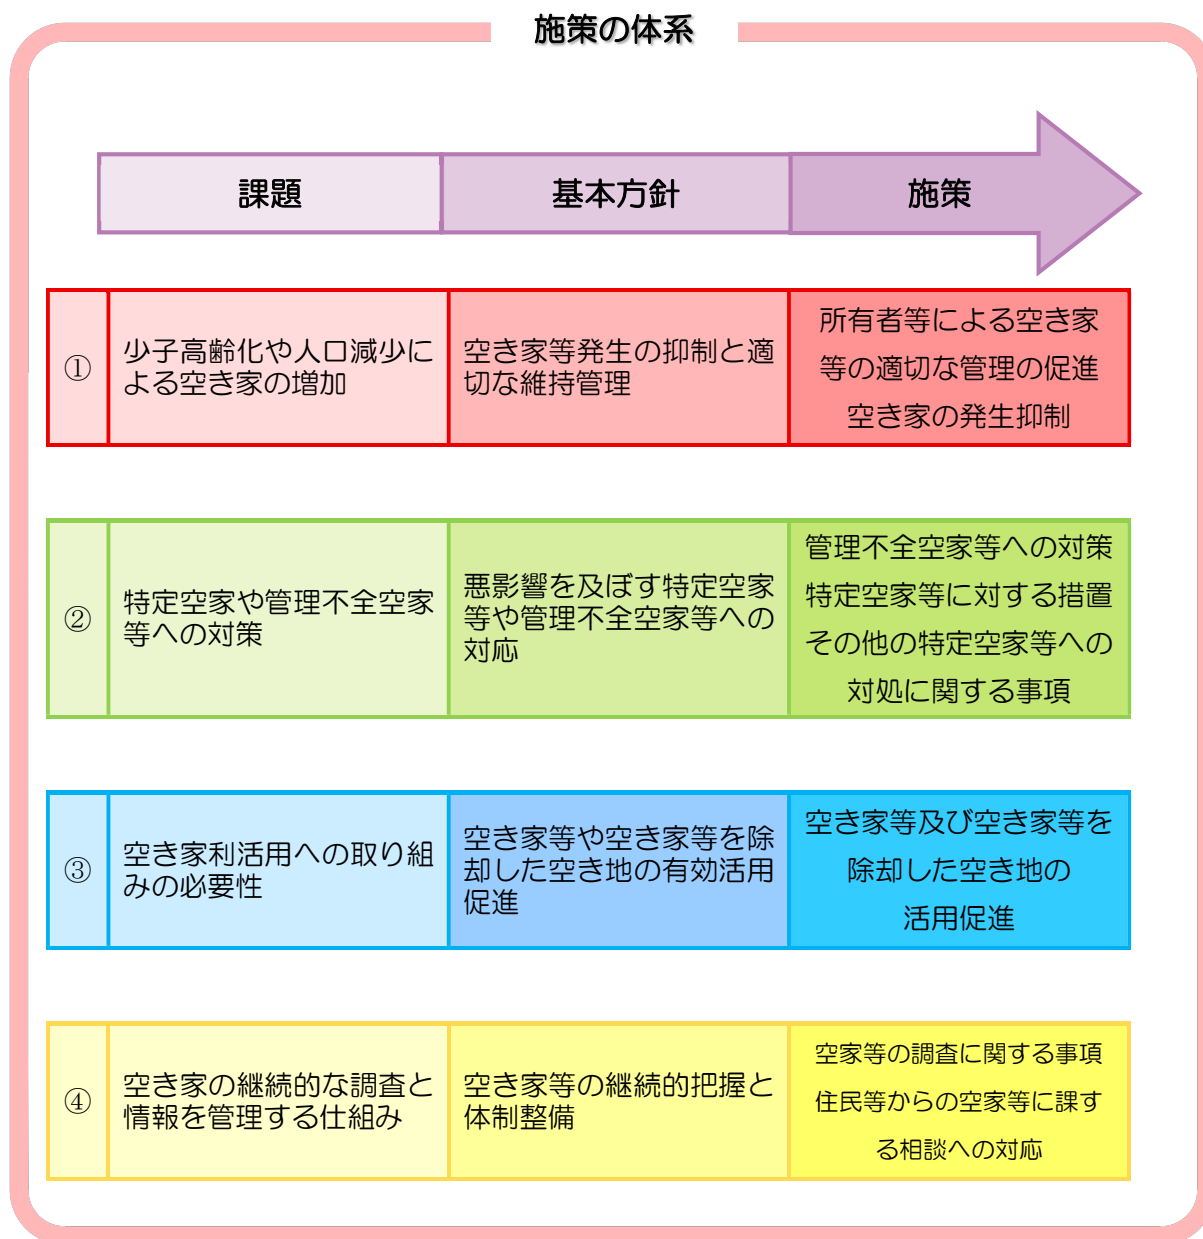 施策の体系
課題
基本方針
施策
①
少子高齢化や人口減少に
よる空き家の増加
空き家等発生の抑制と適
切な維持管理
所有者等による空き家
等の適切な管理の促進
空き家の発生抑制
②
特定空家や管理不全空家
等への対策
悪影響を及ぼす特定空家
等や管理不全空家等への
対応
管理不全空家等への対策
特定空家等に対する措置
その他の特定空家等への
対処に関する事項
③
空き家利活用への取り組
みの必要性
空き家等や空き家等を除
却した空き地の有効活用
促進
空き家等及び空き家等を
除却した空き地の
活用促進
④
空き家の継続的な調査と
情報を管理する仕組み
空き家等の継続的把握と
体制整備
空家等の調査に関する事項
住民等からの空家等に課す
る相談への対応